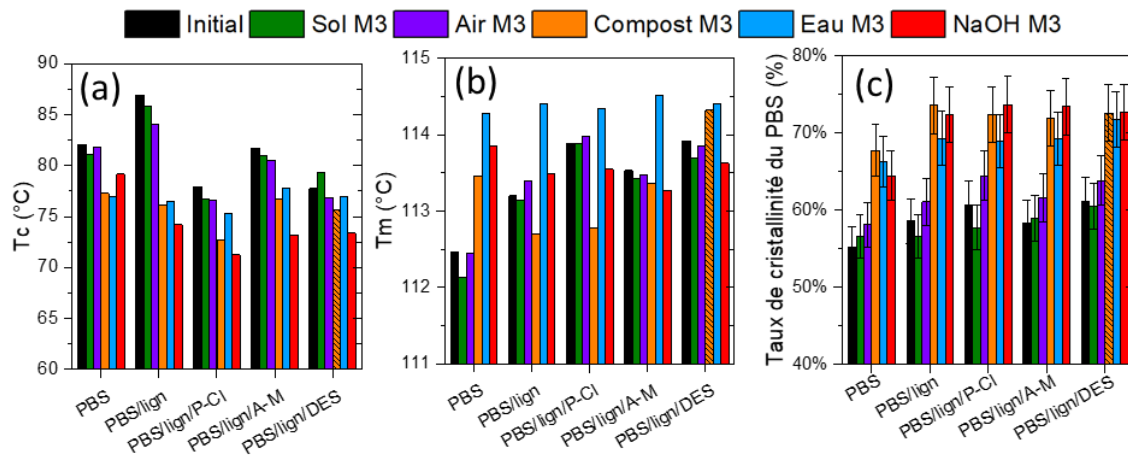 Initial Sol M3 Air M3 Compost M3 Eau M3 NaOH M3
(a)
Tc (°C)
90
85
80
75
70
65
60
PBS
PBS/lign
PBS/lign/P-Cl
PBS/lign/A-M
PBS/lign/DES
(b)
Tm (°C)
115
114
113
112
111
PBS
PBS/lign
PBS/lign/P-Cl
PBS/lign/A-M
PBS/lign/DES
(c)
Taux de cristallinité du PBS (%)
80%
70%
60%
50%
40%
PBS
PBS/lign
PBS/lign/P-Cl
PBS/lign/A-M
PBS/lign/DES